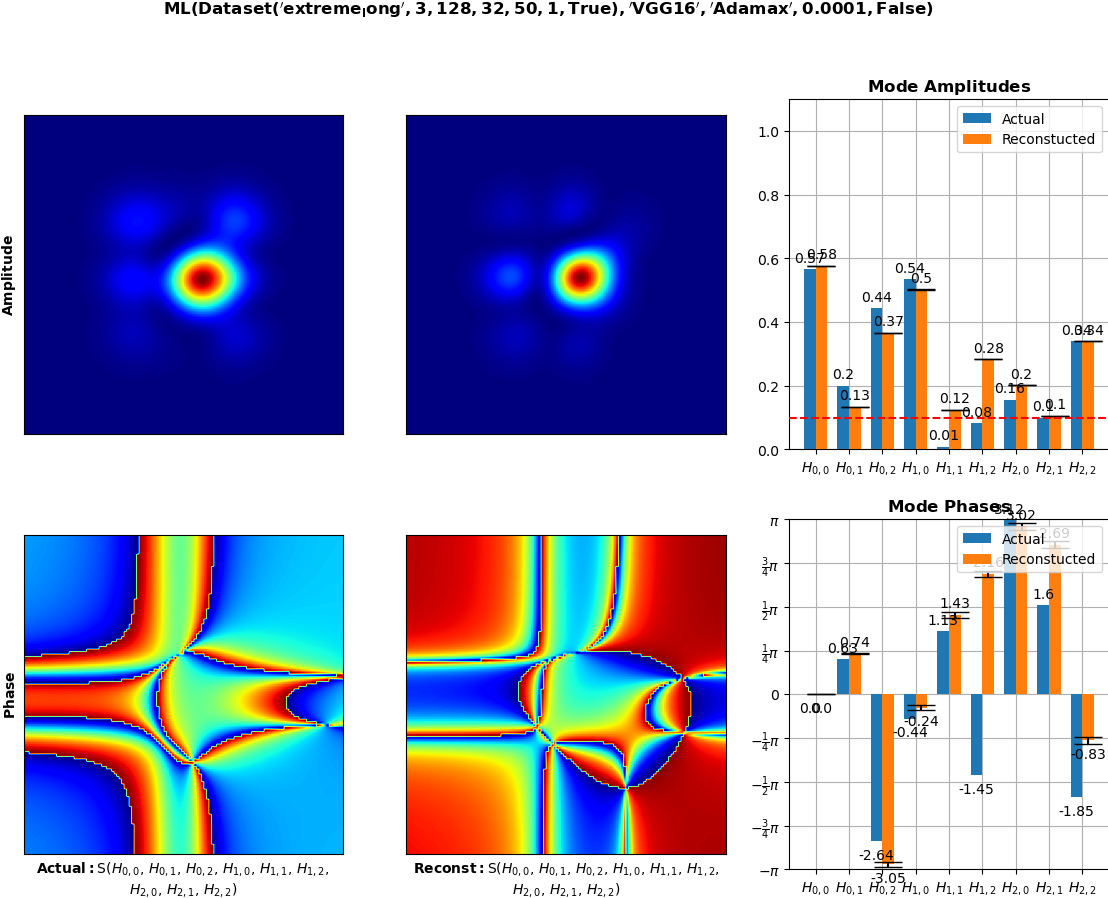 ML(Dataset('extreme_long', 3, 128, 32, 50, 1, True), 'VGG16', 'Adamax', 0.0001, False)
Mode Amplitudes
Actual
Reconstucted
1.0
0.8
0.6
0.4
0.2
0.0
0.57
0.58
0.2
0.13
0.44
0.37
0.54
0.5
0.01
0.12
0.08
0.28
0.16
0.2
0.1
0.1
0.34
0.34
H0,0 H0,1 H0,2 H1,0 H1,1 H1,2 H2,0 H2,1 H2,2
Amplitude
Mode Phases
Actual
Reconstucted
π
3/4π
1/2π
1/4π
0
−1/4π
−1/2π
−3/4π
−π
0.0
0.0
0.63
0.74
-2.64
-3.05
-0.44
-0.24
1.13
1.43
-1.45
2.16
3.12
3.02
1.6
2.69
-1.85
-0.83
H0,0 H0,1 H0,2 H1,0 H1,1 H1,2 H2,0 H2,1 H2,2
Phase
Actual: S(H0,0, H0,1, H0,2, H1,0, H1,1, H1,2,
H2,0, H2,1, H2,2)
Reconst: S(H0,0, H0,1, H0,2, H1,0, H1,1, H1,2,
H2,0, H2,1, H2,2)